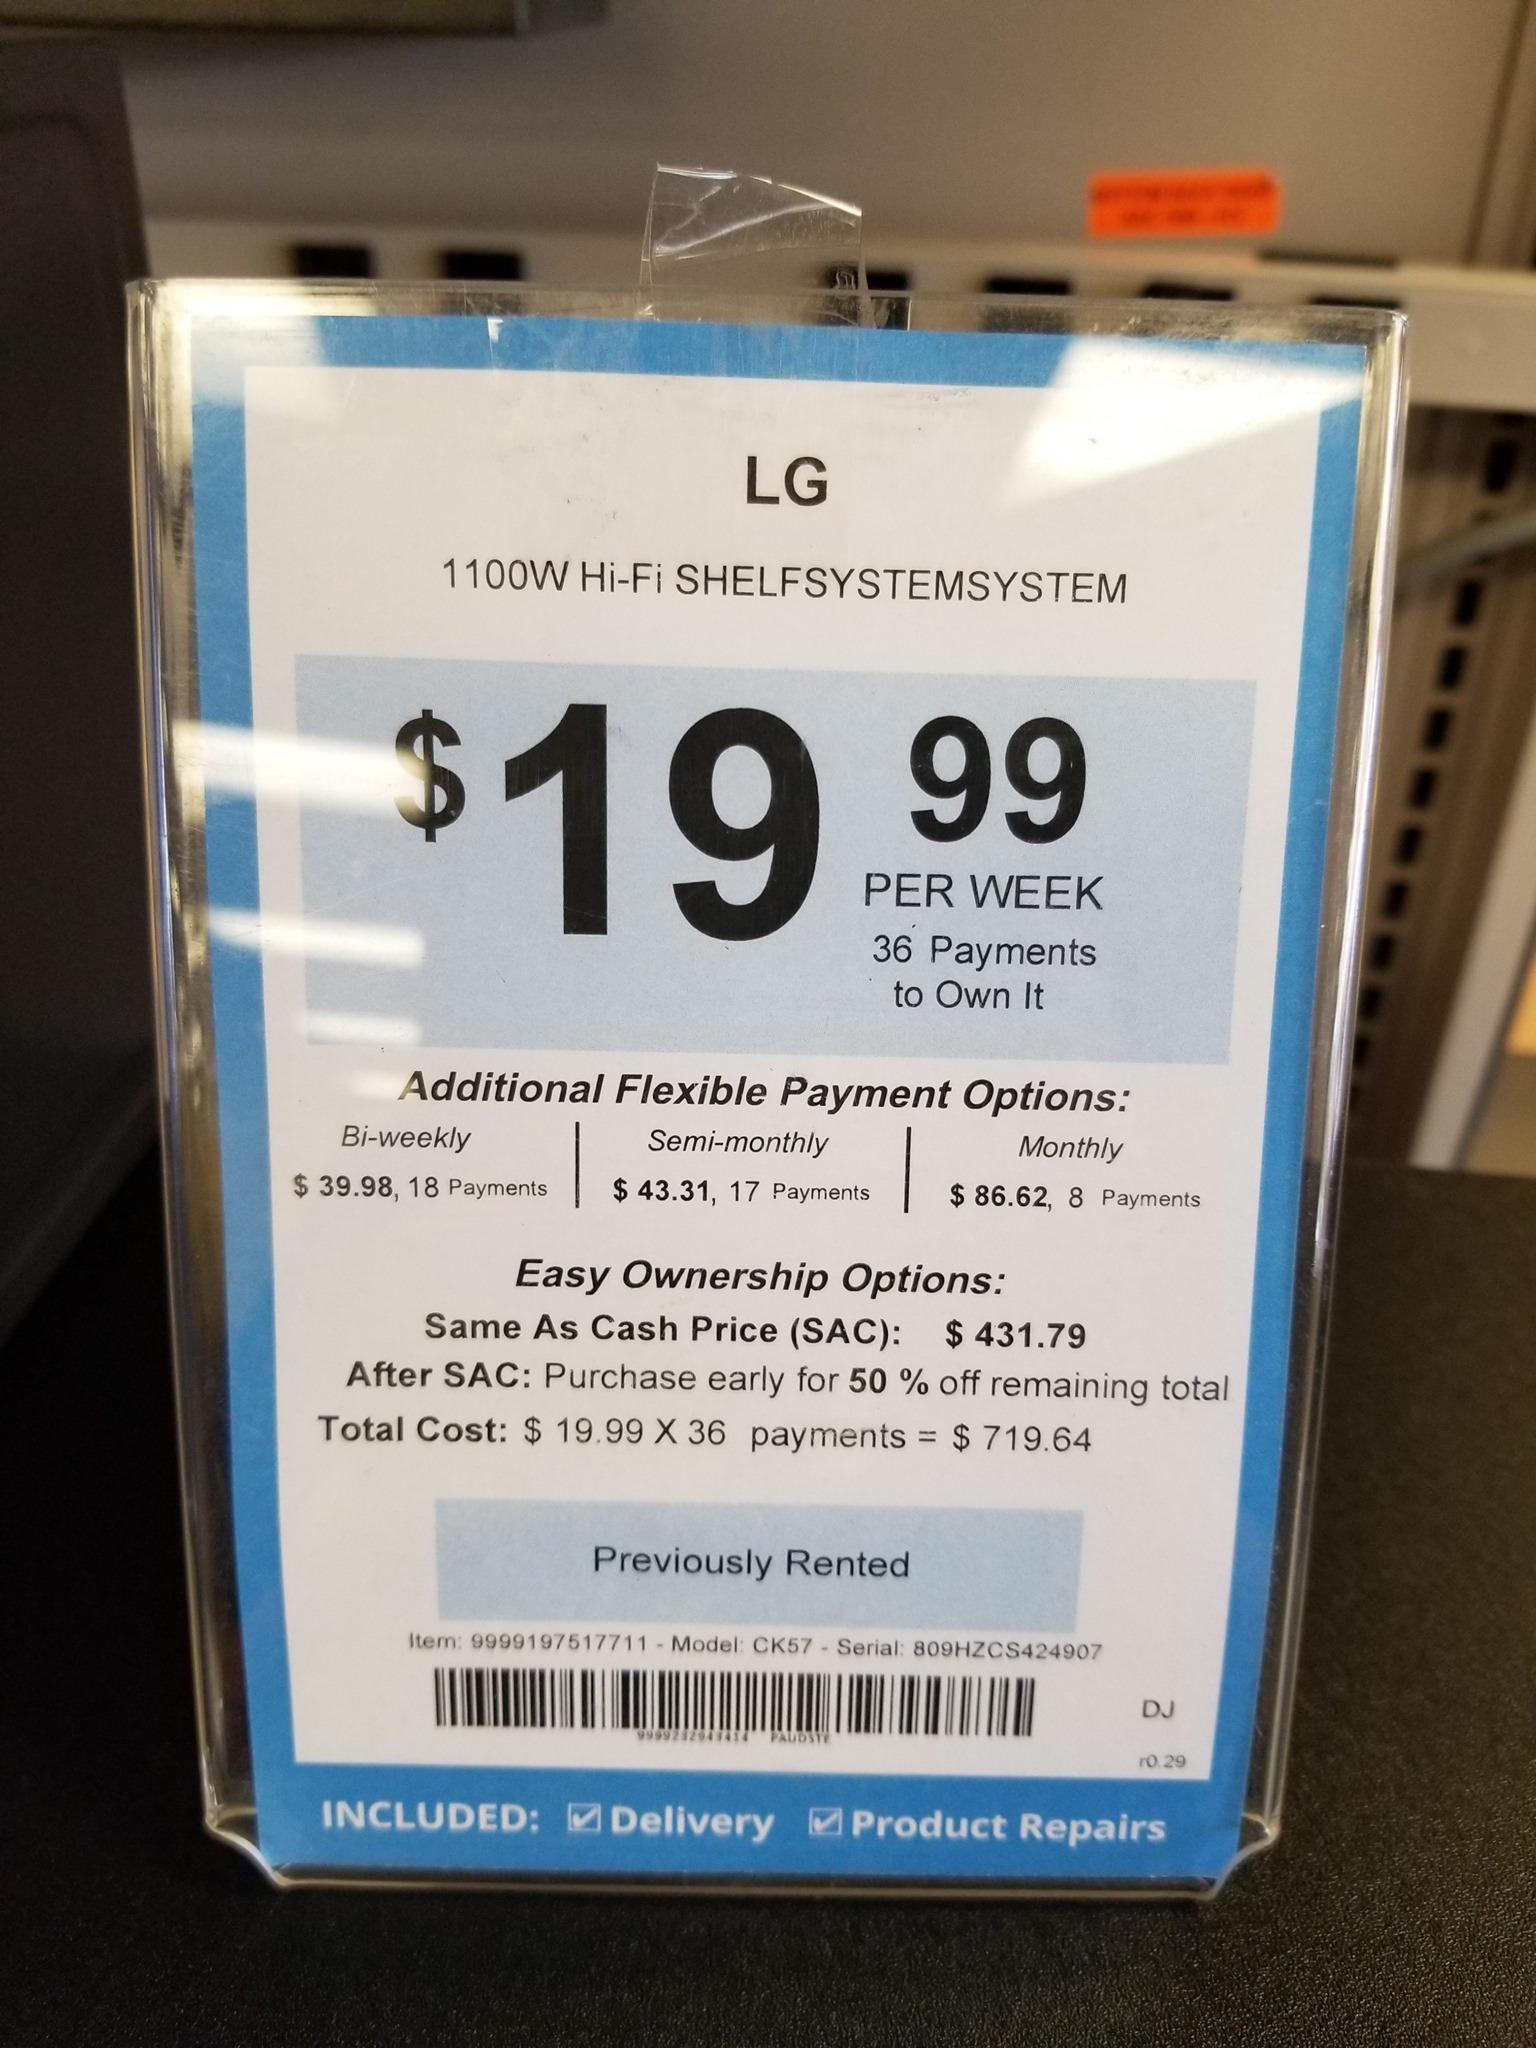 LG
1100W Hi-Fi SHELFSYSTEMSYSTEM
$ 19 99
PER WEEK
36 Payments
to Own It
Additional Flexible Payment Options:
Bi-weekly Semi-monthly Monthly
$ 39.98, 18 Payments $ 43.31, 17 Payments $ 86.62, 8 Payments
Easy Ownership Options:
Same As Cash Price (SAC): $ 431.79
After SAC: Purchase early for 50 % off remaining total
Total Cost: $ 19.99 X 36 payments = $ 719.64
Previously Rented
Item: 9999197517711 - Model: CK57 - Serial: 809HZCS424907
9999232943414 PAUDSTE
DJ
r0.29
INCLUDED: ☑ Delivery ☑ Product Repairs